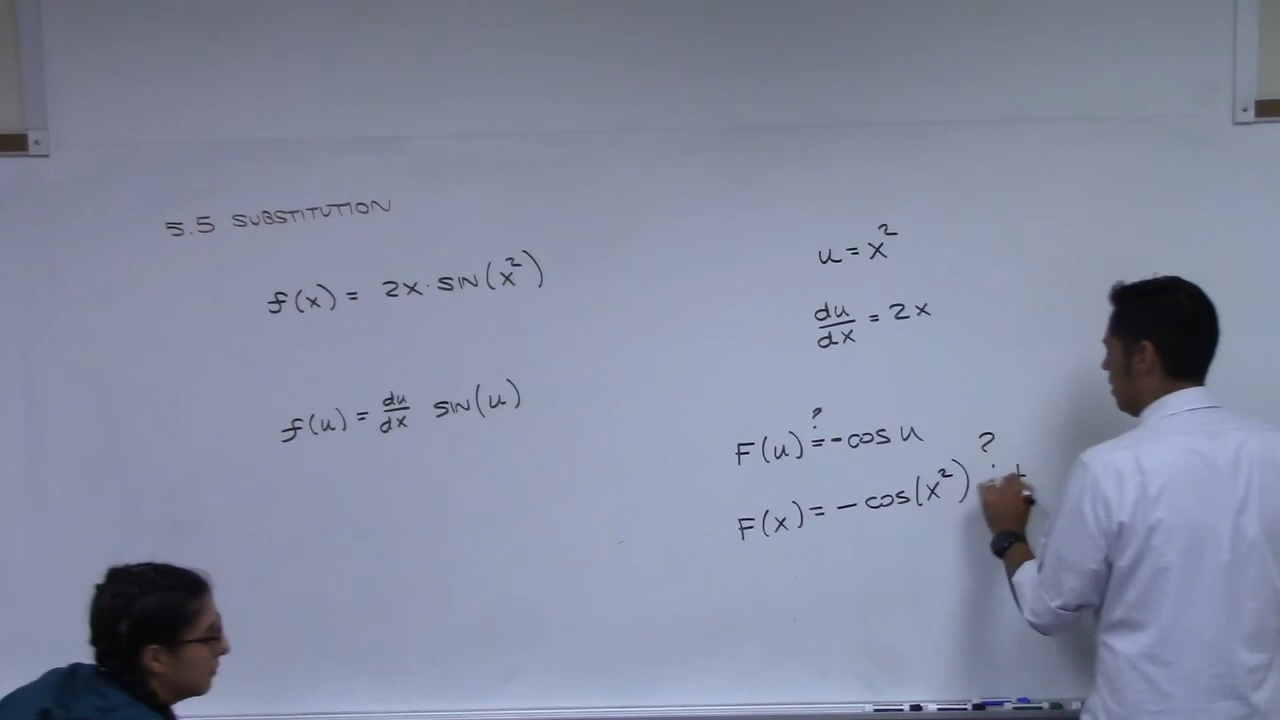 5.5 SUBSTITUTION
f(x) = 2x · SIN(x²)
f(u) = du/dx SIN(u)
u = x²
du/dx = 2x
F(u) ?= -cos u
F(x) = -cos(x²) ?